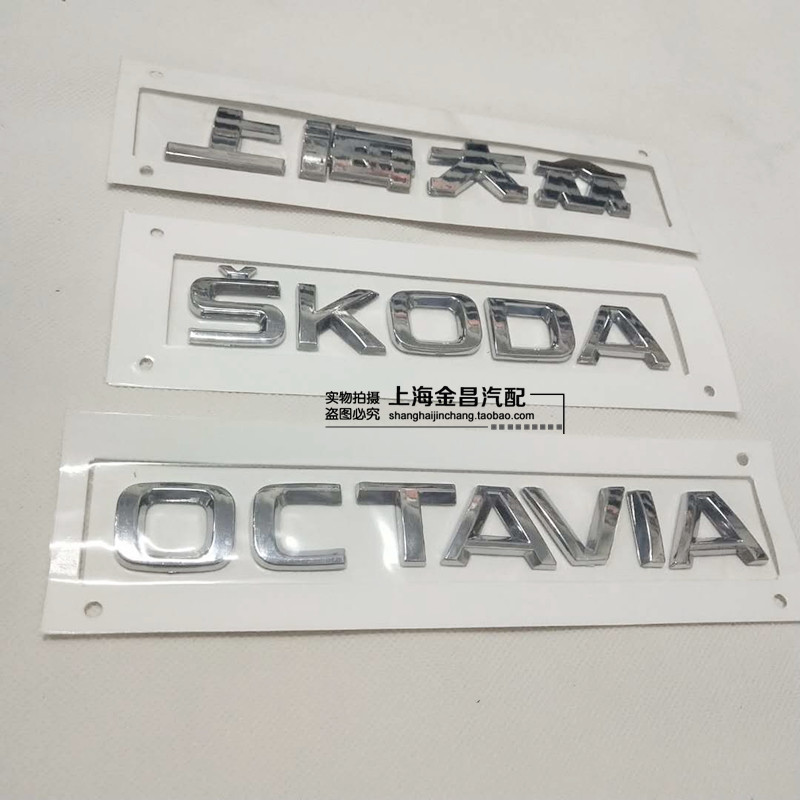 上海大众
ŠKODA
实物拍摄 上海金昌汽配
盗图必究 shanghaijinchang.taobao.com
OCTAVIA